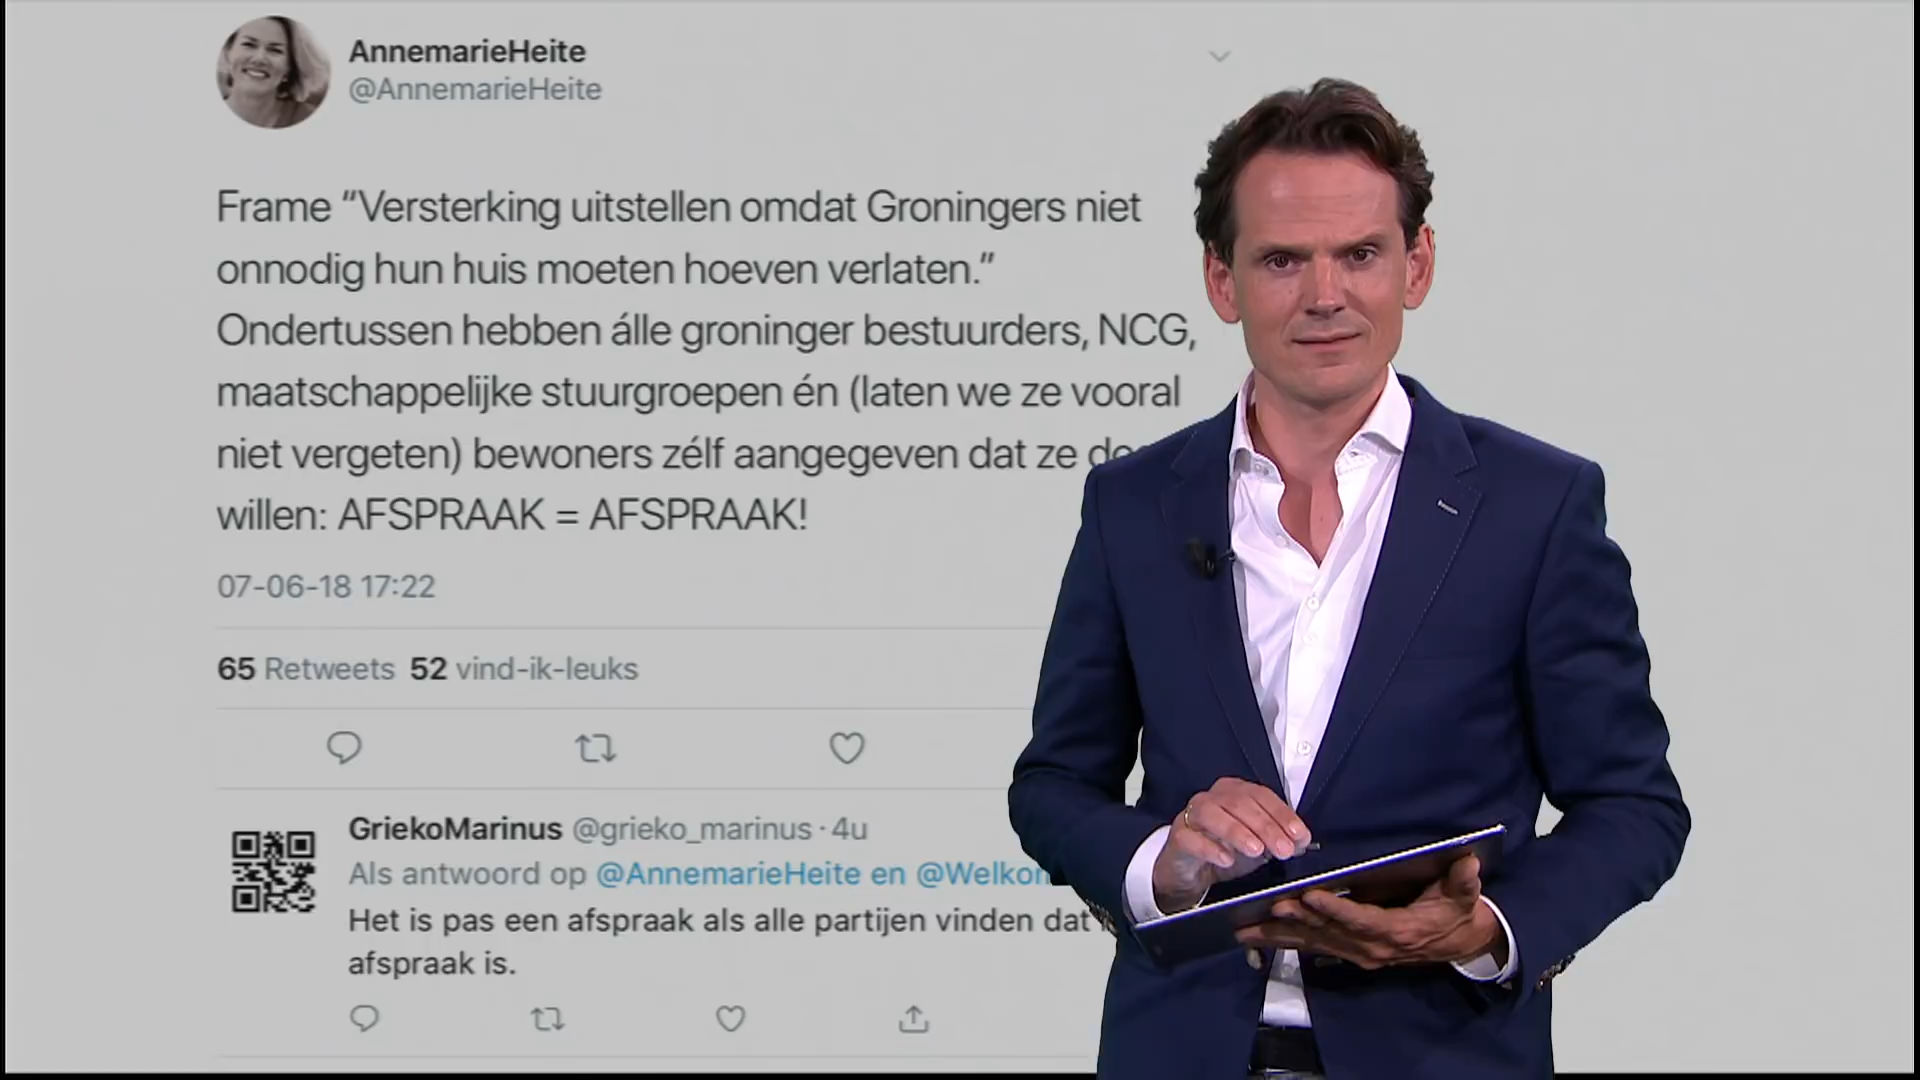 AnnemarieHeite
@AnnemarieHeite
Frame “Versterking uitstellen omdat Groningers niet
onnodig hun huis moeten hoeven verlaten.”
Ondertussen hebben álle groninger bestuurders, NCG,
maatschappelijke stuurgroepen én (laten we ze vooral
niet vergeten) bewoners zélf aangegeven dat ze
willen: AFSPRAAK = AFSPRAAK!
07-06-18 17:22
65 Retweets 52 vind-ik-leuks
GriekoMarinus @grieko_marinus · 4u
Als antwoord op @AnnemarieHeite en
Het is pas een afspraak als alle partijen vinden dat
afspraak is.